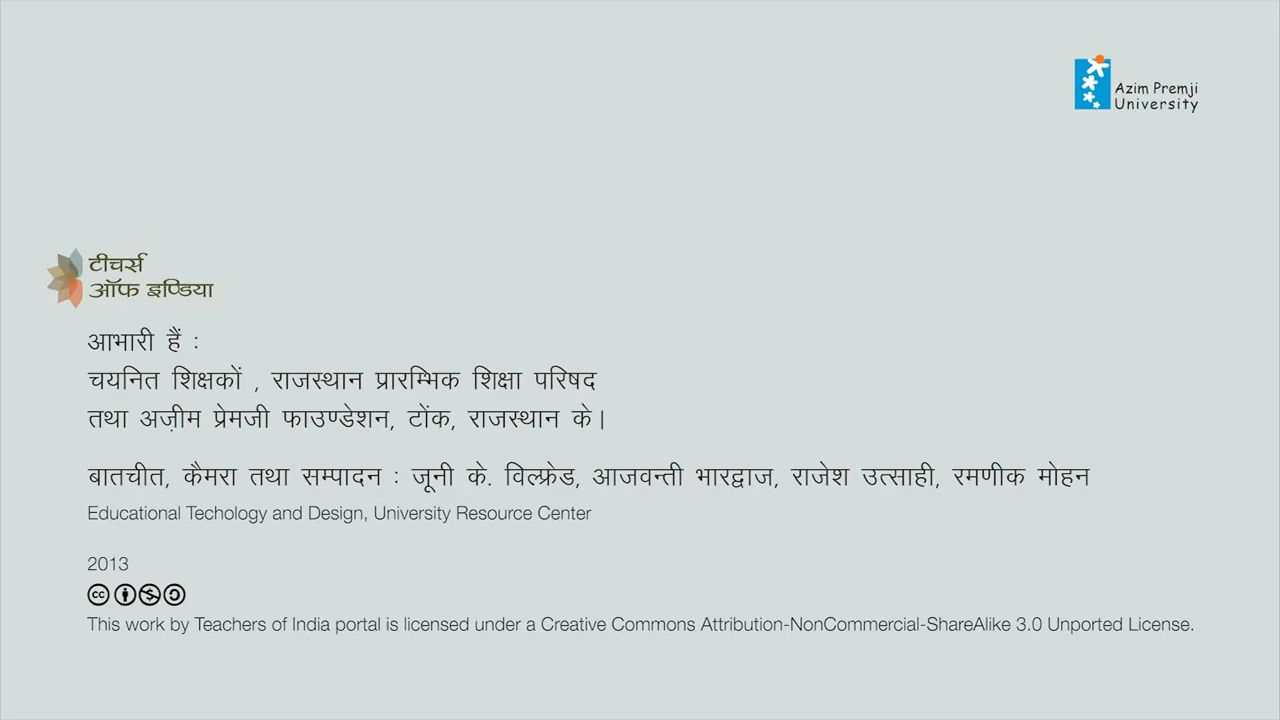 Azim Premji
University
टीचर्स
ऑफ इण्डिया
आभारी हैं :
चयनित शिक्षकों , राजस्थान प्रारम्भिक शिक्षा परिषद
तथा अज़ीम प्रेमजी फाउण्डेशन, टोंक, राजस्थान के|
बातचीत, कैमरा तथा सम्पादन : जूनी के. विल्फ्रेड, आजवन्ती भारद्वाज, राजेश उत्साही, रमणीक मोहन
Educational Techology and Design, University Resource Center
2013
cc
This work by Teachers of India portal is licensed under a Creative Commons Attribution-NonCommercial-ShareAlike 3.0 Unported License.